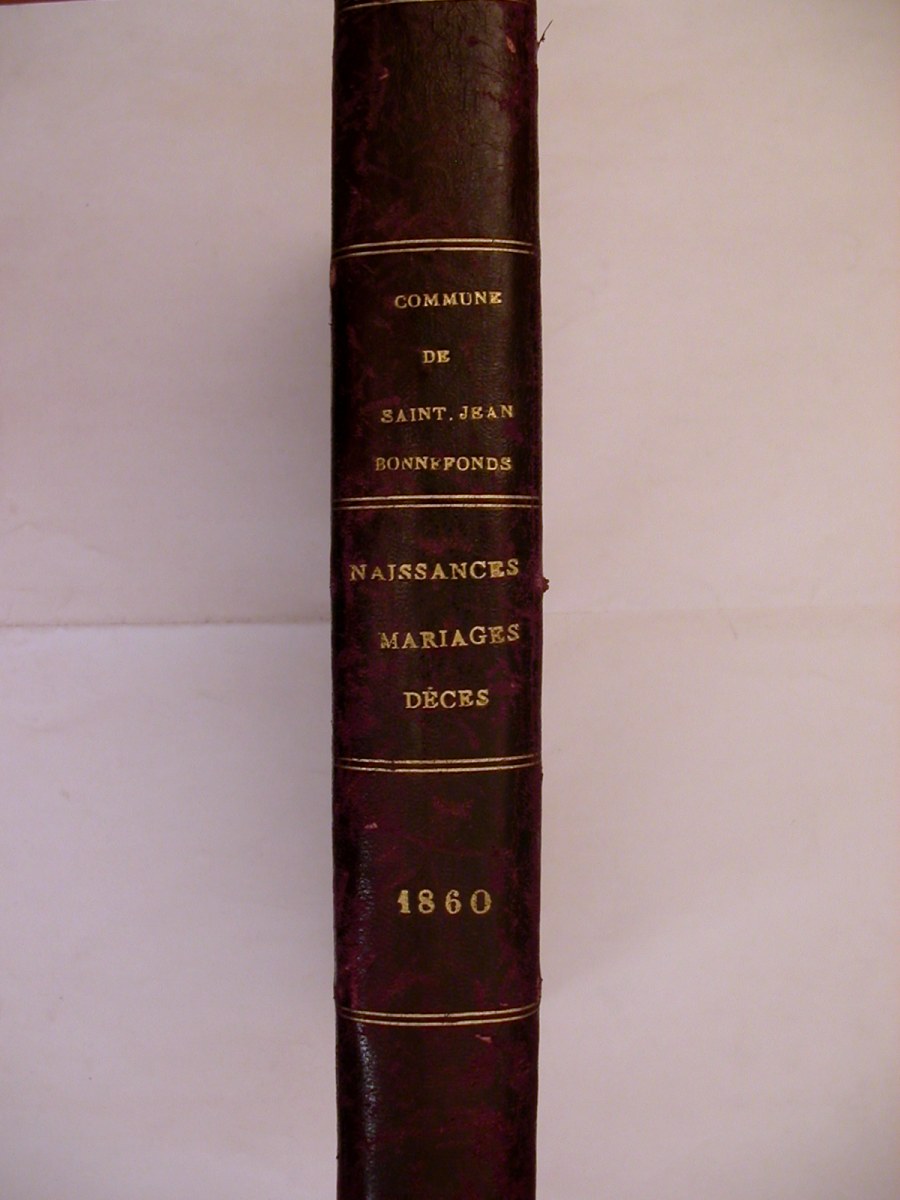 COMMUNE
DE
SAINT. JEAN
BONNEFONDS
NAISSANCES
MARIAGES
DÉCES
1860